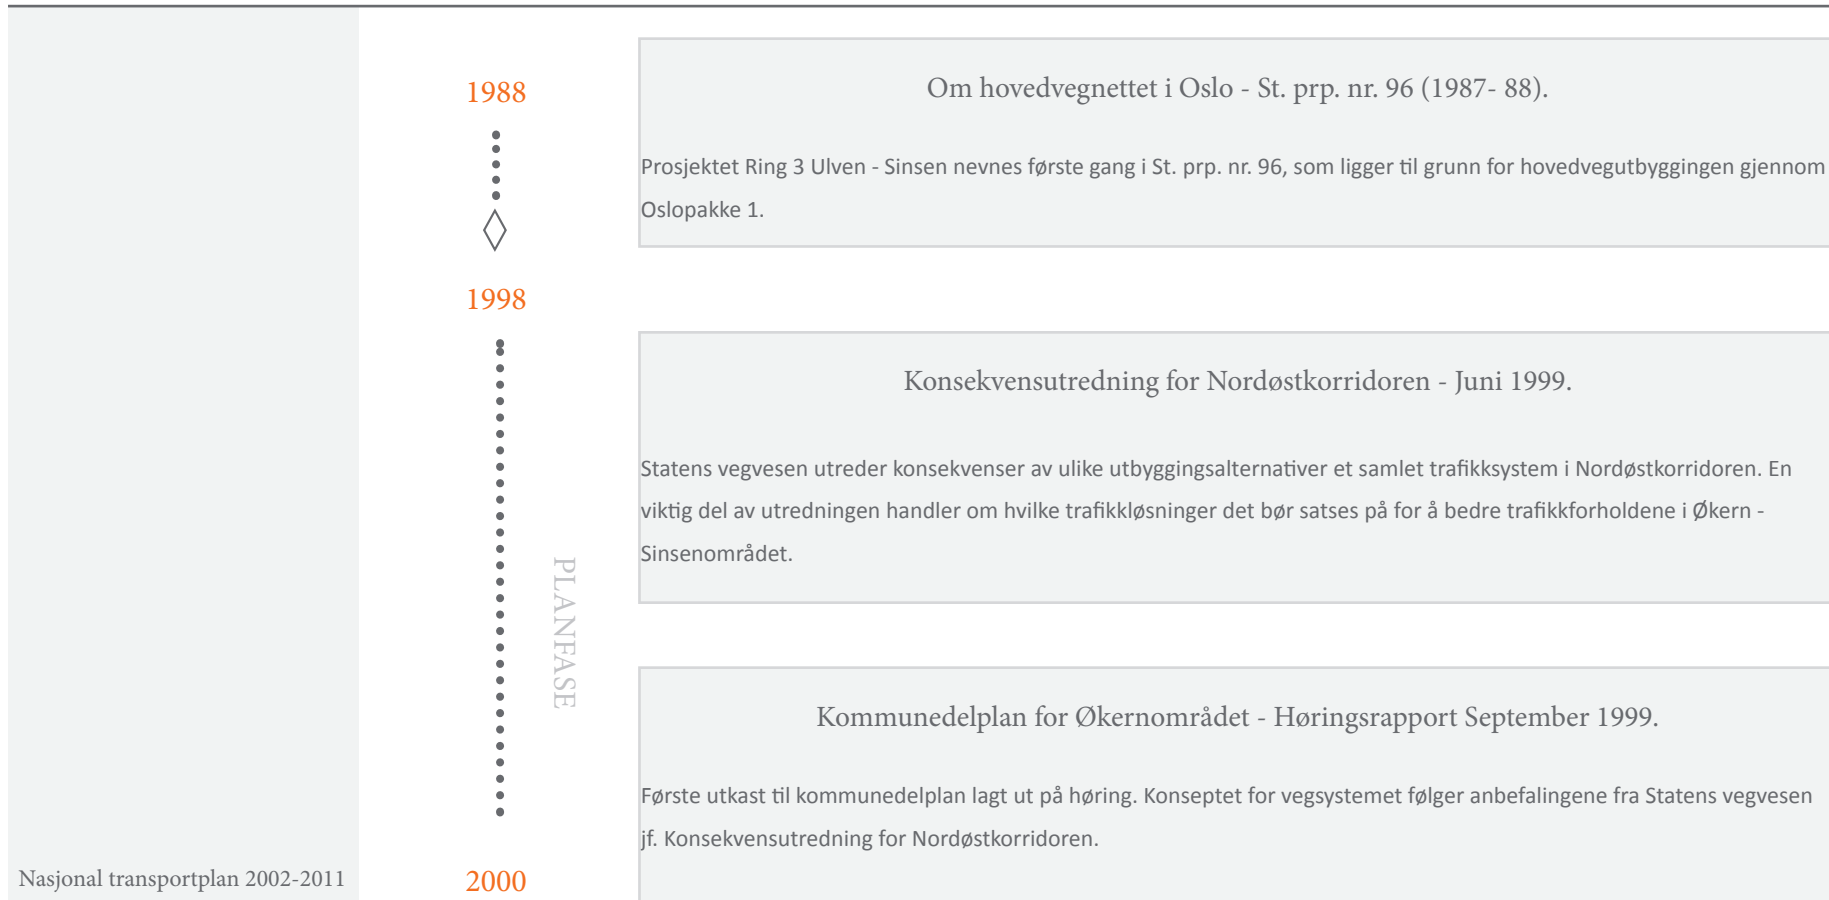 1988
Om hovedvegnettet i Oslo - St. prp. nr. 96 (1987- 88).
Prosjektet Ring 3 Ulven - Sinsen nevnes første gang i St. prp. nr. 96, som ligger til grunn for hovedvegutbyggingen gjennom
Oslopakke 1.
1998
Konsekvensutredning for Nordøstkorridoren - Juni 1999.
Statens vegvesen utreder konsekvenser av ulike utbyggingsalternativer et samlet trafikksystem i Nordøstkorridoren. En
viktig del av utredningen handler om hvilke trafikkløsninger det bør satses på for å bedre trafikkforholdene i Økern -
Sinsenområdet.
PLANFASE
Kommunedelplan for Økernområdet - Høringsrapport September 1999.
Første utkast til kommunedelplan lagt ut på høring. Konseptet for vegsystemet følger anbefalingene fra Statens vegvesen
jf. Konsekvensutredning for Nordøstkorridoren.
Nasjonal transportplan 2002-2011
2000